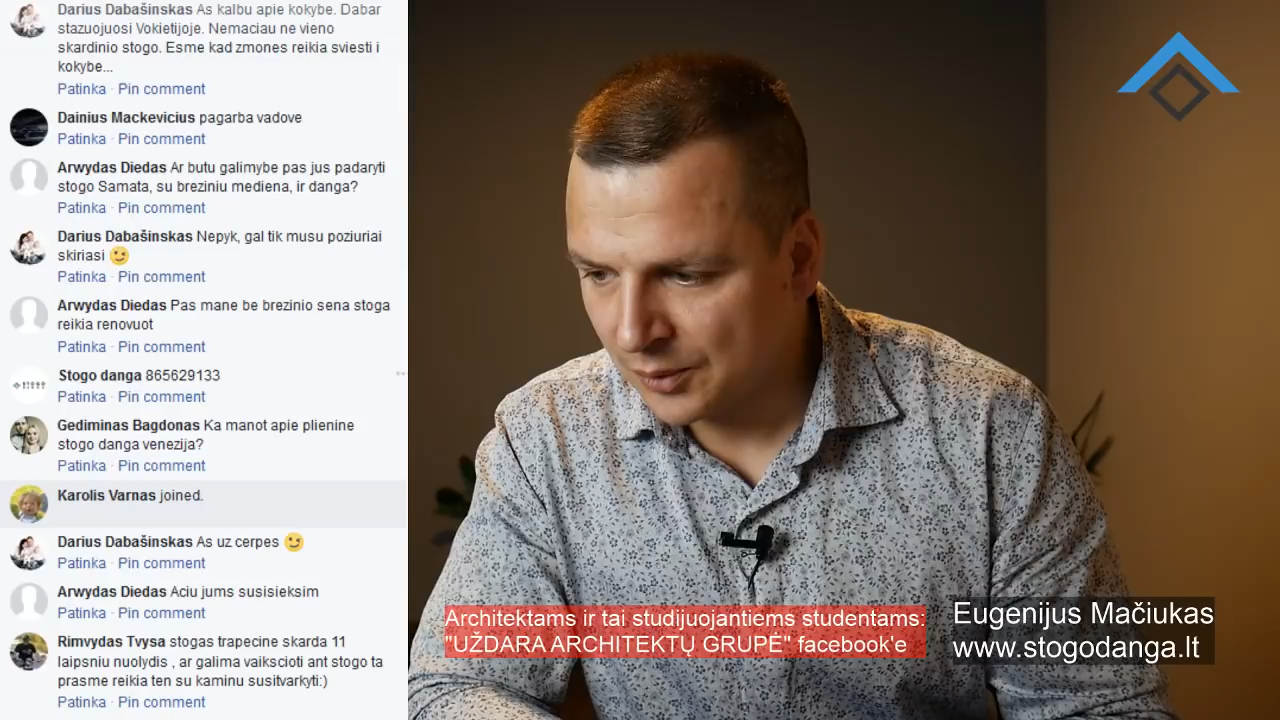 Darius Dabašinskas As kalbu apie kokybe. Dabar
stazuojuosi Vokietijoje. Nemaciau ne vieno
skardinio stogo. Esme kad zmones reikia sviesti i
kokybe...
Patinka · Pin comment
Dainius Mackevicius pagarba vadove
Patinka · Pin comment
Arwydas Diedas Ar butu galimybe pas jus padaryti
stogo Samata, su breziniu mediena, ir danga?
Patinka · Pin comment
Darius Dabašinskas Nepyk, gal tik musu poziuriai
skiriasi 😉
Patinka · Pin comment
Arwydas Diedas Pas mane be brezinio sena stoga
reikia renovuot
Patinka · Pin comment
Stogo danga 865629133
Patinka · Pin comment
Gediminas Bagdonas Ka manot apie plienine
stogo danga venezija?
Patinka · Pin comment
Karolis Varnas joined.
Darius Dabašinskas As uz cerpes 😉
Patinka · Pin comment
Arwydas Diedas Aciu jums susisieksim
Patinka · Pin comment
Rimvydas Tvysa stogas trapecine skarda 11
laipsniu nuolydis , ar galima vaikscioti ant stogo ta
prasme reikia ten su kaminu susitvarkyti:)
Patinka · Pin comment
Architektams ir tai studijuojantiems studentams:
"UŽDARA ARCHITEKTŲ GRUPĖ" facebook'e
Eugenijus Mačiukas
www.stogodanga.lt